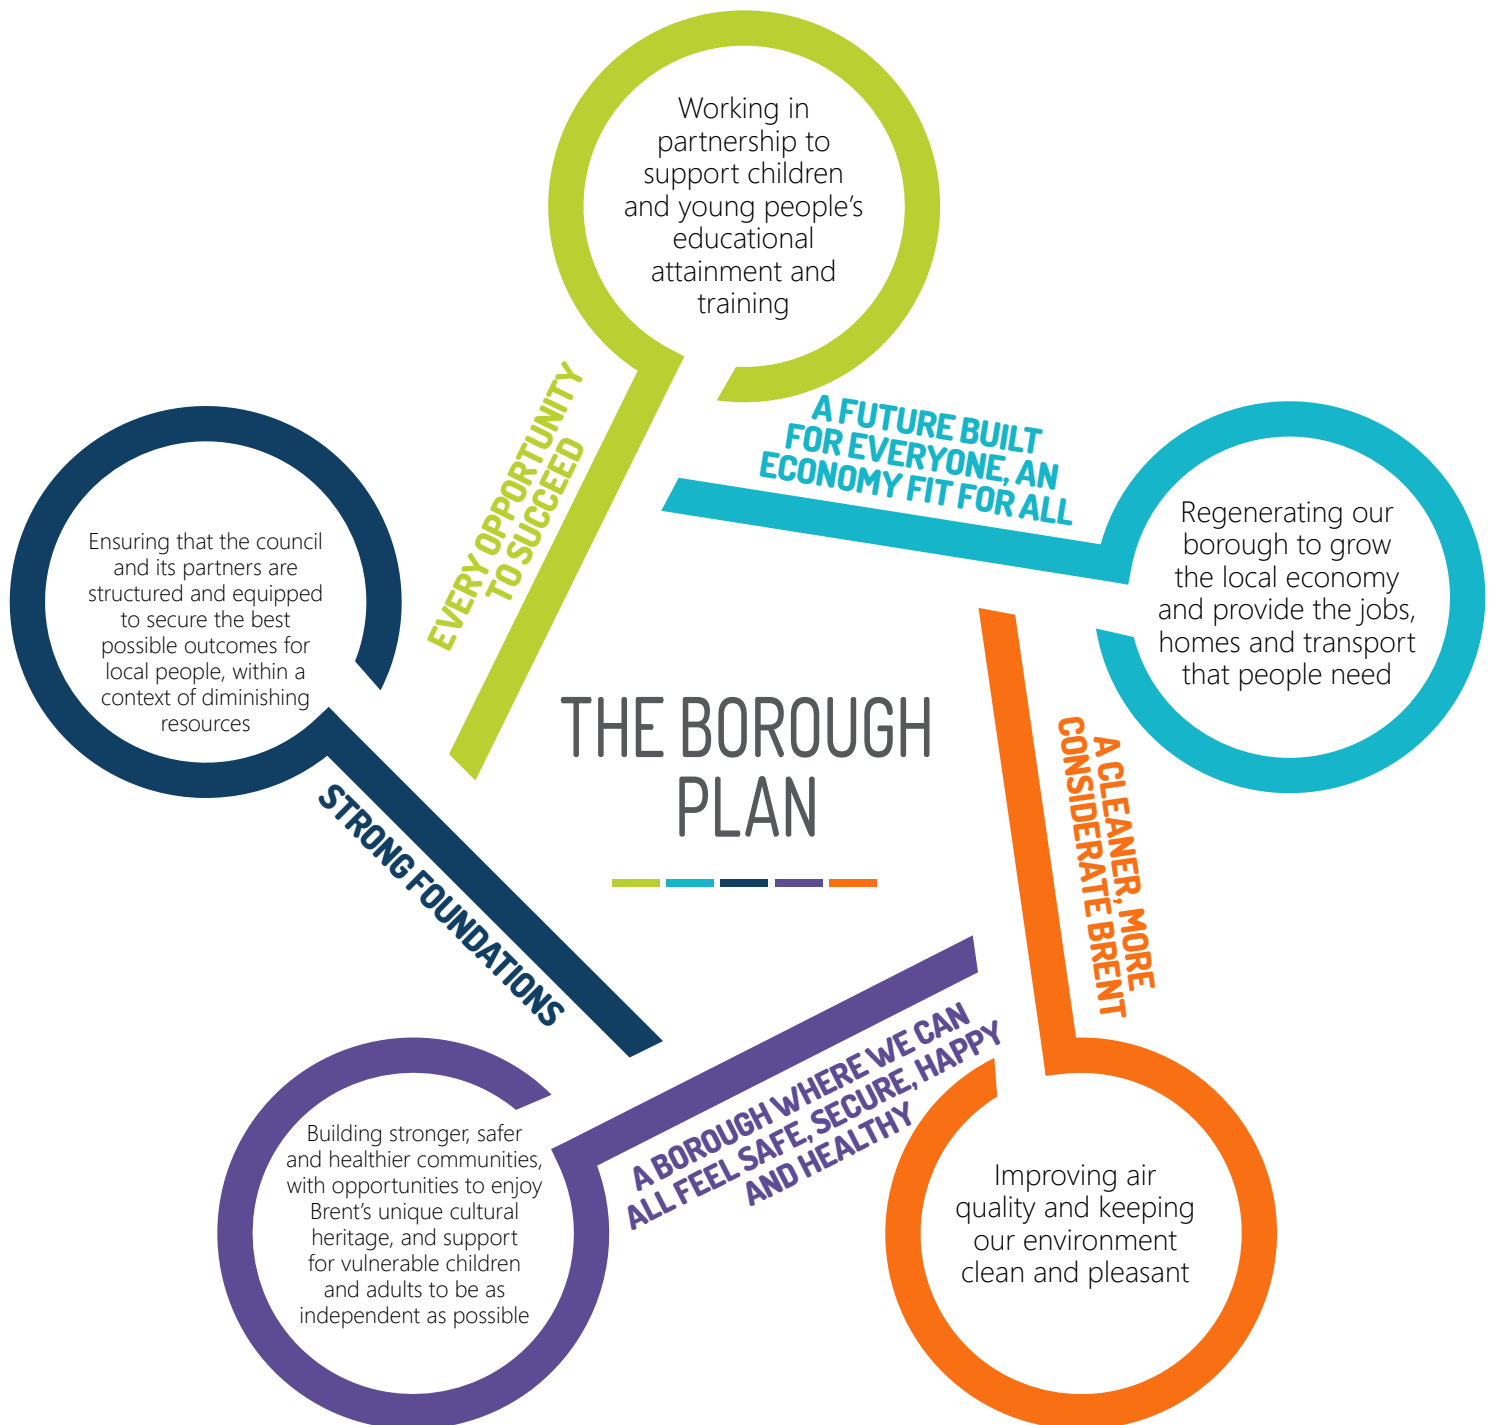 Working in
partnership to
support children
and young people’s
educational
attainment and
training
EVERY OPPORTUNITY
TO SUCCEED
A FUTURE BUILT
FOR EVERYONE, AN
ECONOMY FIT FOR ALL
Regenerating our
borough to grow
the local economy
and provide the jobs,
homes and transport
that people need
Ensuring that the council
and its partners are
structured and equipped
to secure the best
possible outcomes for
local people, within a
context of diminishing
resources
THE BOROUGH
PLAN
STRONG FOUNDATIONS
A CLEANER, MORE
CONSIDERATE BRENT
A BOROUGH WHERE WE CAN
ALL FEEL SAFE, SECURE, HAPPY
AND HEALTHY
Building stronger, safer
and healthier communities,
with opportunities to enjoy
Brent’s unique cultural
heritage, and support
for vulnerable children
and adults to be as
independent as possible
Improving air
quality and keeping
our environment
clean and pleasant